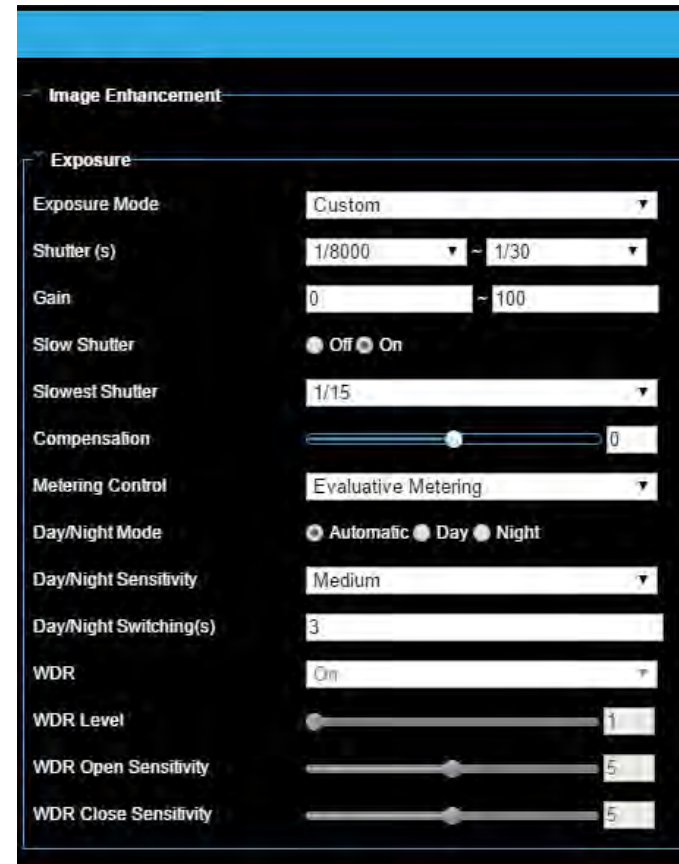 Image Enhancement
Exposure
Exposure Mode Custom
Shutter (s) 1/8000 ~ 1/30
Gain 0 ~ 100
Slow Shutter Off On
Slowest Shutter 1/15
Compensation 0
Metering Control Evaluative Metering
Day/Night Mode Automatic Day Night
Day/Night Sensitivity Medium
Day/Night Switching(s) 3
WDR On
WDR Level 1
WDR Open Sensitivity 5
WDR Close Sensitivity 5